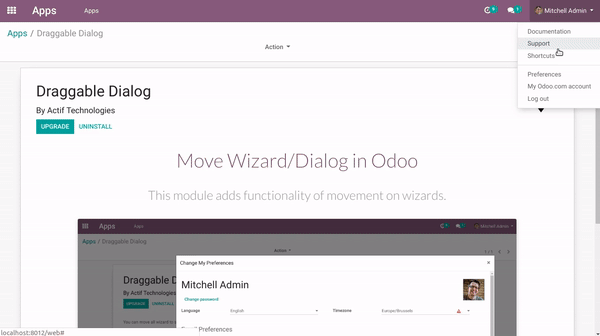 Apps Apps 9 Mitchell Admin
Apps / Draggable Dialog
Action
Documentation
Support
Shortcuts
Preferences
My Odoo.com account
Log out
Draggable Dialog
By Actif Technologies
UPGRADE UNINSTALL
Move Wizard/Dialog in Odoo
This module adds functionality of movement on wizards.
Apps Apps Mitchell Admin
Apps / Draggable Dialog
Action
Change My Preferences
Draggable
By Actif Technologies
UPGRADE UNINSTALL
Mitchell Admin
Change password
Language English Timezone Europe/Brussels
Preferences
localhost:8012/web#